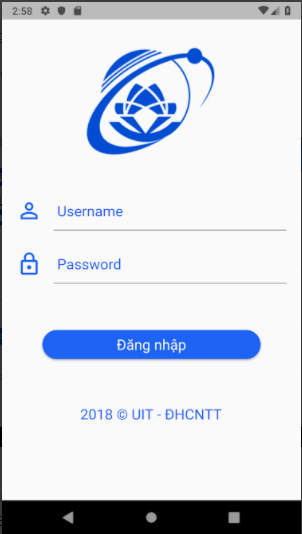 2:58
Username
Password
Đăng nhập
2018 © UIT - ĐHCNTT